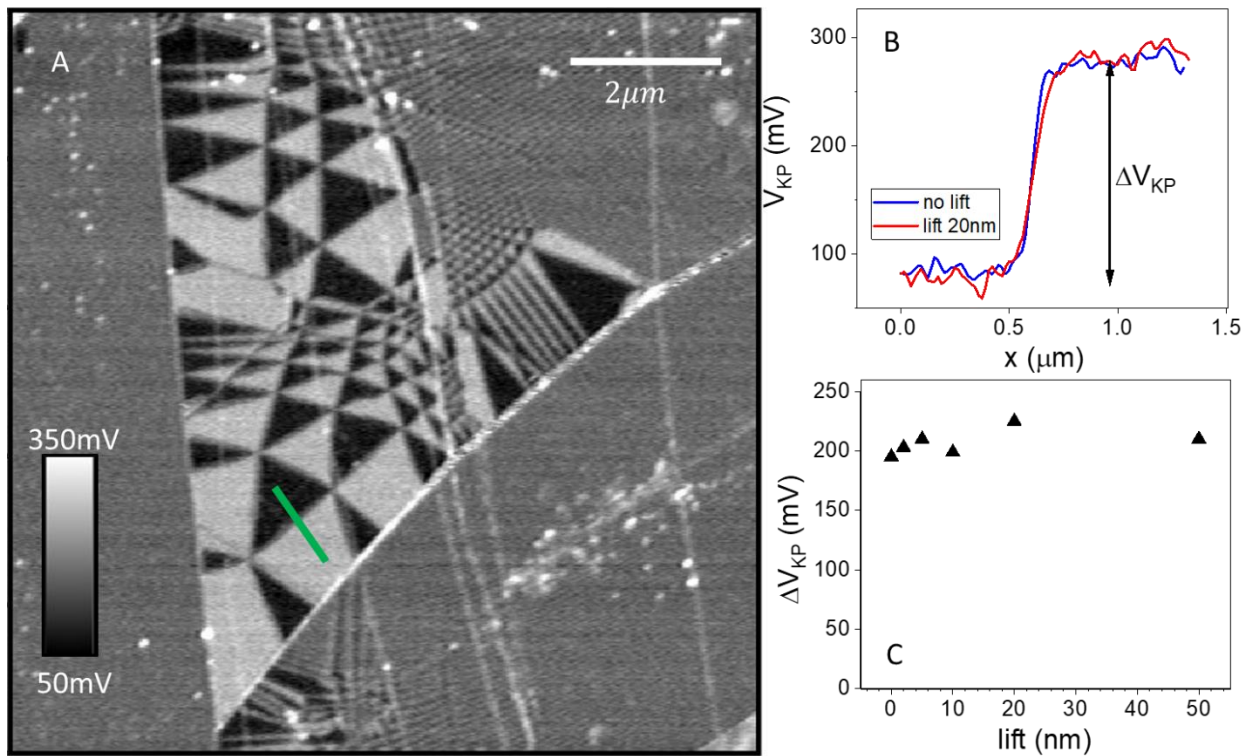 A
2μm
350mV
50mV
B
V_KP (mV)
300
200
100
no lift
lift 20nm
ΔV_KP
0.0 0.5 1.0 1.5
x (μm)
ΔV_KP (mV)
250
200
150
100
50
0
C
0 10 20 30 40 50
lift (nm)